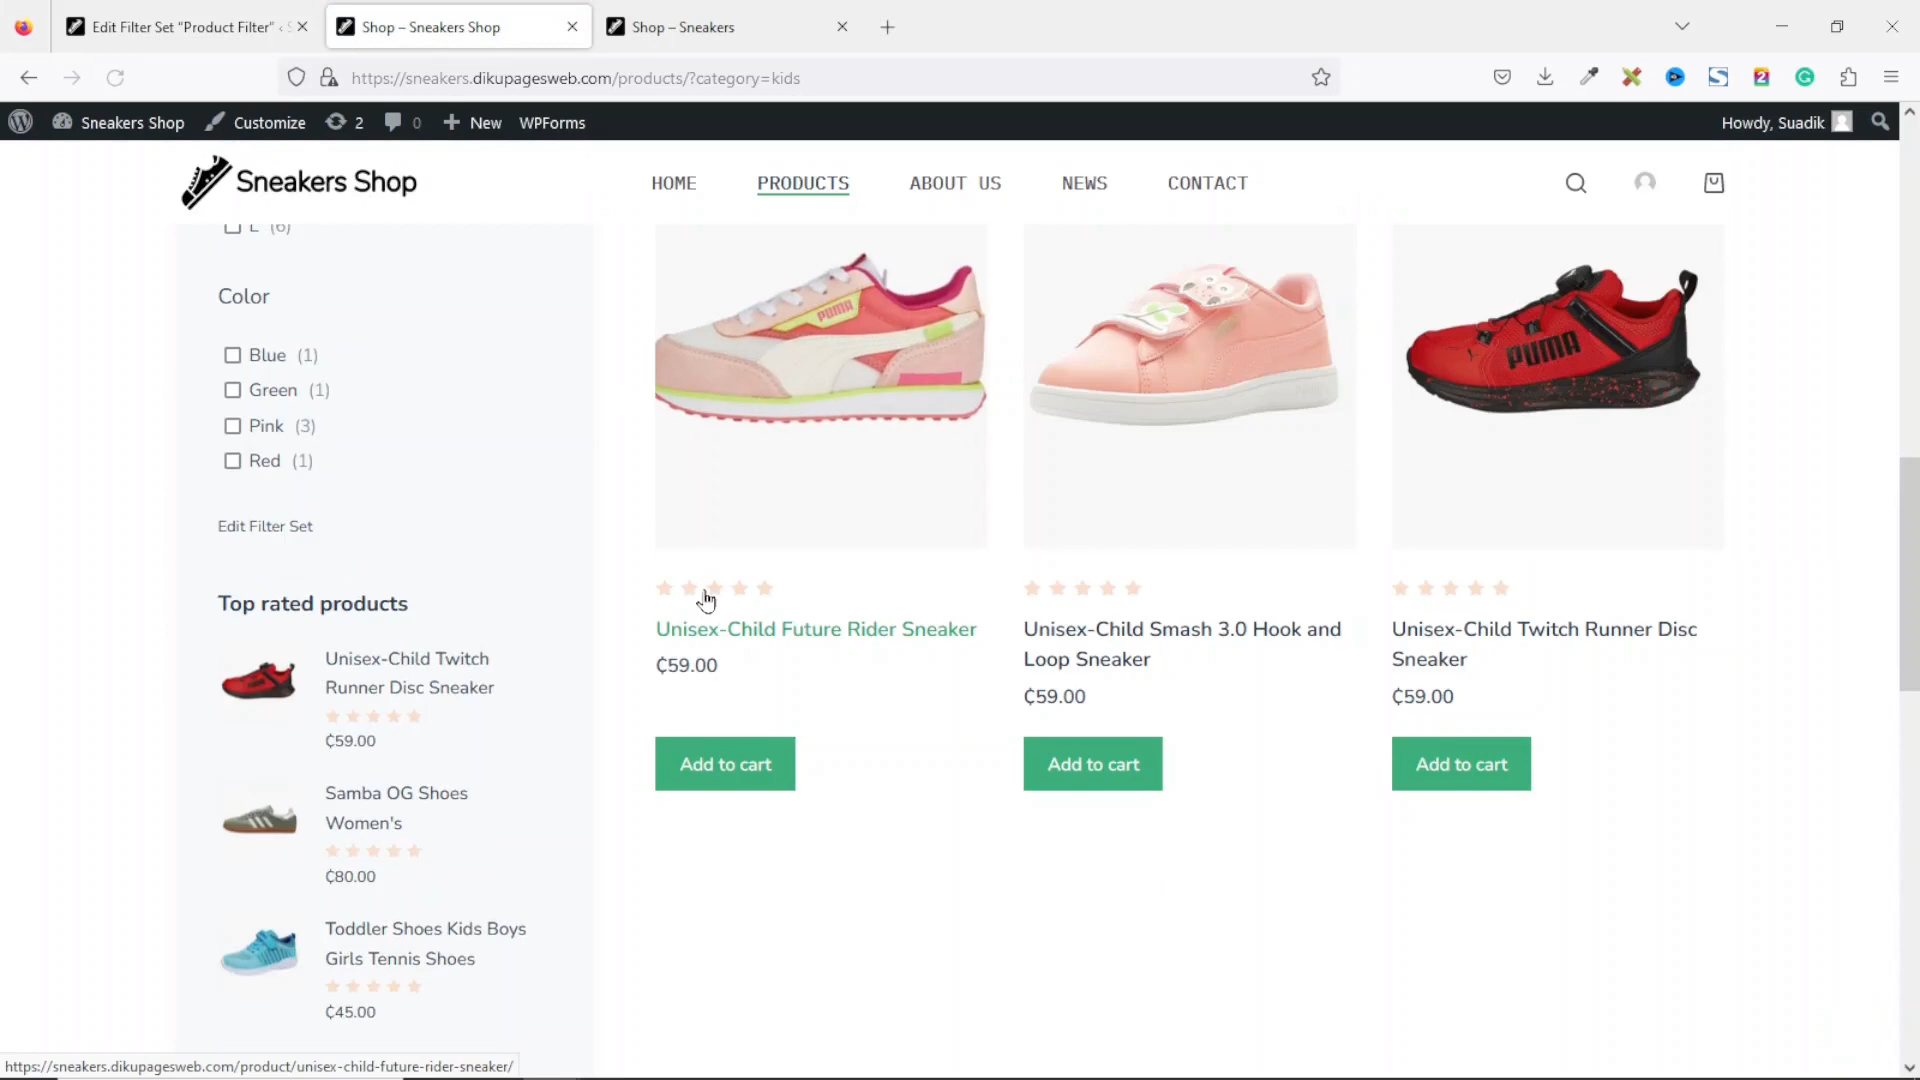 Edit Filter Set “Product Filter” ‹ S
Shop – Sneakers Shop
Shop – Sneakers
https://sneakers.dikupagesweb.com/products/?category=kids
Sneakers Shop
Customize
2
0
New
WPForms
Howdy, Suadik
Sneakers Shop
HOME
PRODUCTS
ABOUT US
NEWS
CONTACT
L (6)
Color
Blue (1)
Green (1)
Pink (3)
Red (1)
Edit Filter Set
Top rated products
Unisex-Child Twitch
Runner Disc Sneaker
₵59.00
Samba OG Shoes
Women's
₵80.00
Toddler Shoes Kids Boys
Girls Tennis Shoes
₵45.00
PUMA
Unisex-Child Future Rider Sneaker
₵59.00
Add to cart
Unisex-Child Smash 3.0 Hook and
Loop Sneaker
₵59.00
Add to cart
PUMA
Unisex-Child Twitch Runner Disc
Sneaker
₵59.00
Add to cart
https://sneakers.dikupagesweb.com/product/unisex-child-future-rider-sneaker/